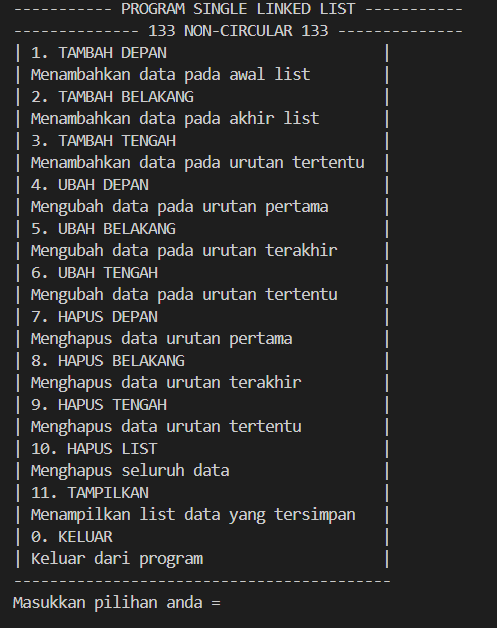 ----------- PROGRAM SINGLE LINKED LIST -----------
-------------- 133 NON-CIRCULAR 133 --------------
| 1. TAMBAH DEPAN |
| Menambahkan data pada awal list |
| 2. TAMBAH BELAKANG |
| Menambahkan data pada akhir list |
| 3. TAMBAH TENGAH |
| Menambahkan data pada urutan tertentu |
| 4. UBAH DEPAN |
| Mengubah data pada urutan pertama |
| 5. UBAH BELAKANG |
| Mengubah data pada urutan terakhir |
| 6. UBAH TENGAH |
| Mengubah data pada urutan tertentu |
| 7. HAPUS DEPAN |
| Menghapus data urutan pertama |
| 8. HAPUS BELAKANG |
| Menghapus data urutan terakhir |
| 9. HAPUS TENGAH |
| Menghapus data urutan tertentu |
| 10. HAPUS LIST |
| Menghapus seluruh data |
| 11. TAMPILKAN |
| Menampilkan list data yang tersimpan |
| 0. KELUAR |
| Keluar dari program |
------------------------------------------
Masukkan pilihan anda =